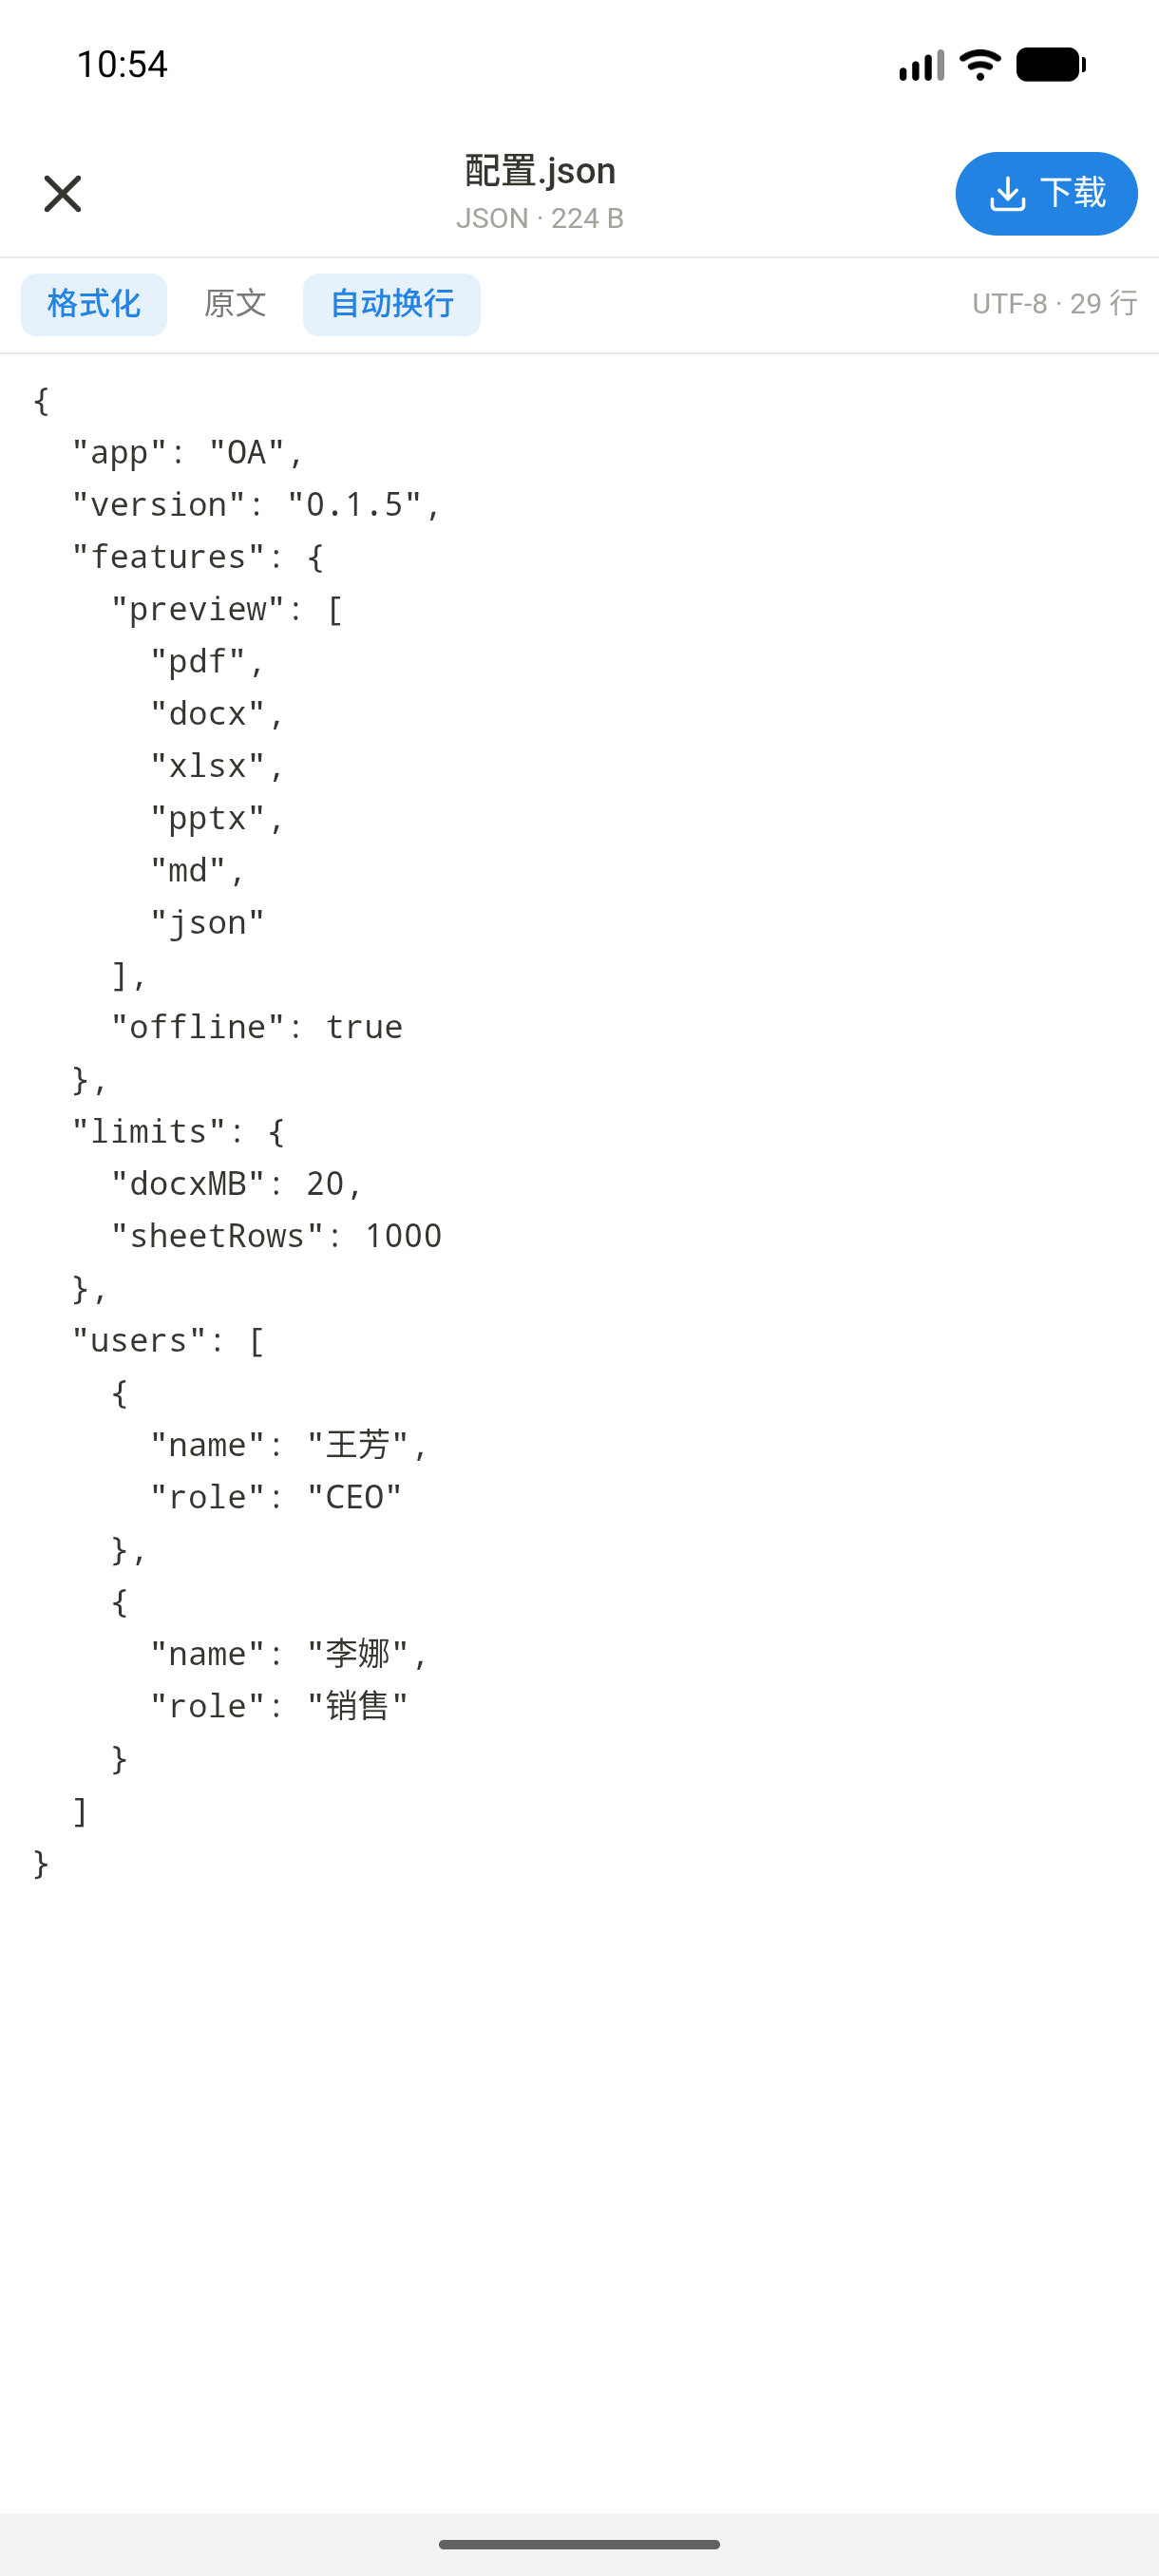 10:54
配置.json
JSON · 224 B
下载
格式化 原文 自动换行 UTF-8 · 29 行
{
  "app": "OA",
  "version": "0.1.5",
  "features": {
    "preview": [
      "pdf",
      "docx",
      "xlsx",
      "pptx",
      "md",
      "json"
    ],
    "offline": true
  },
  "limits": {
    "docxMB": 20,
    "sheetRows": 1000
  },
  "users": [
    {
      "name": "王芳",
      "role": "CEO"
    },
    {
      "name": "李娜",
      "role": "销售"
    }
  ]
}